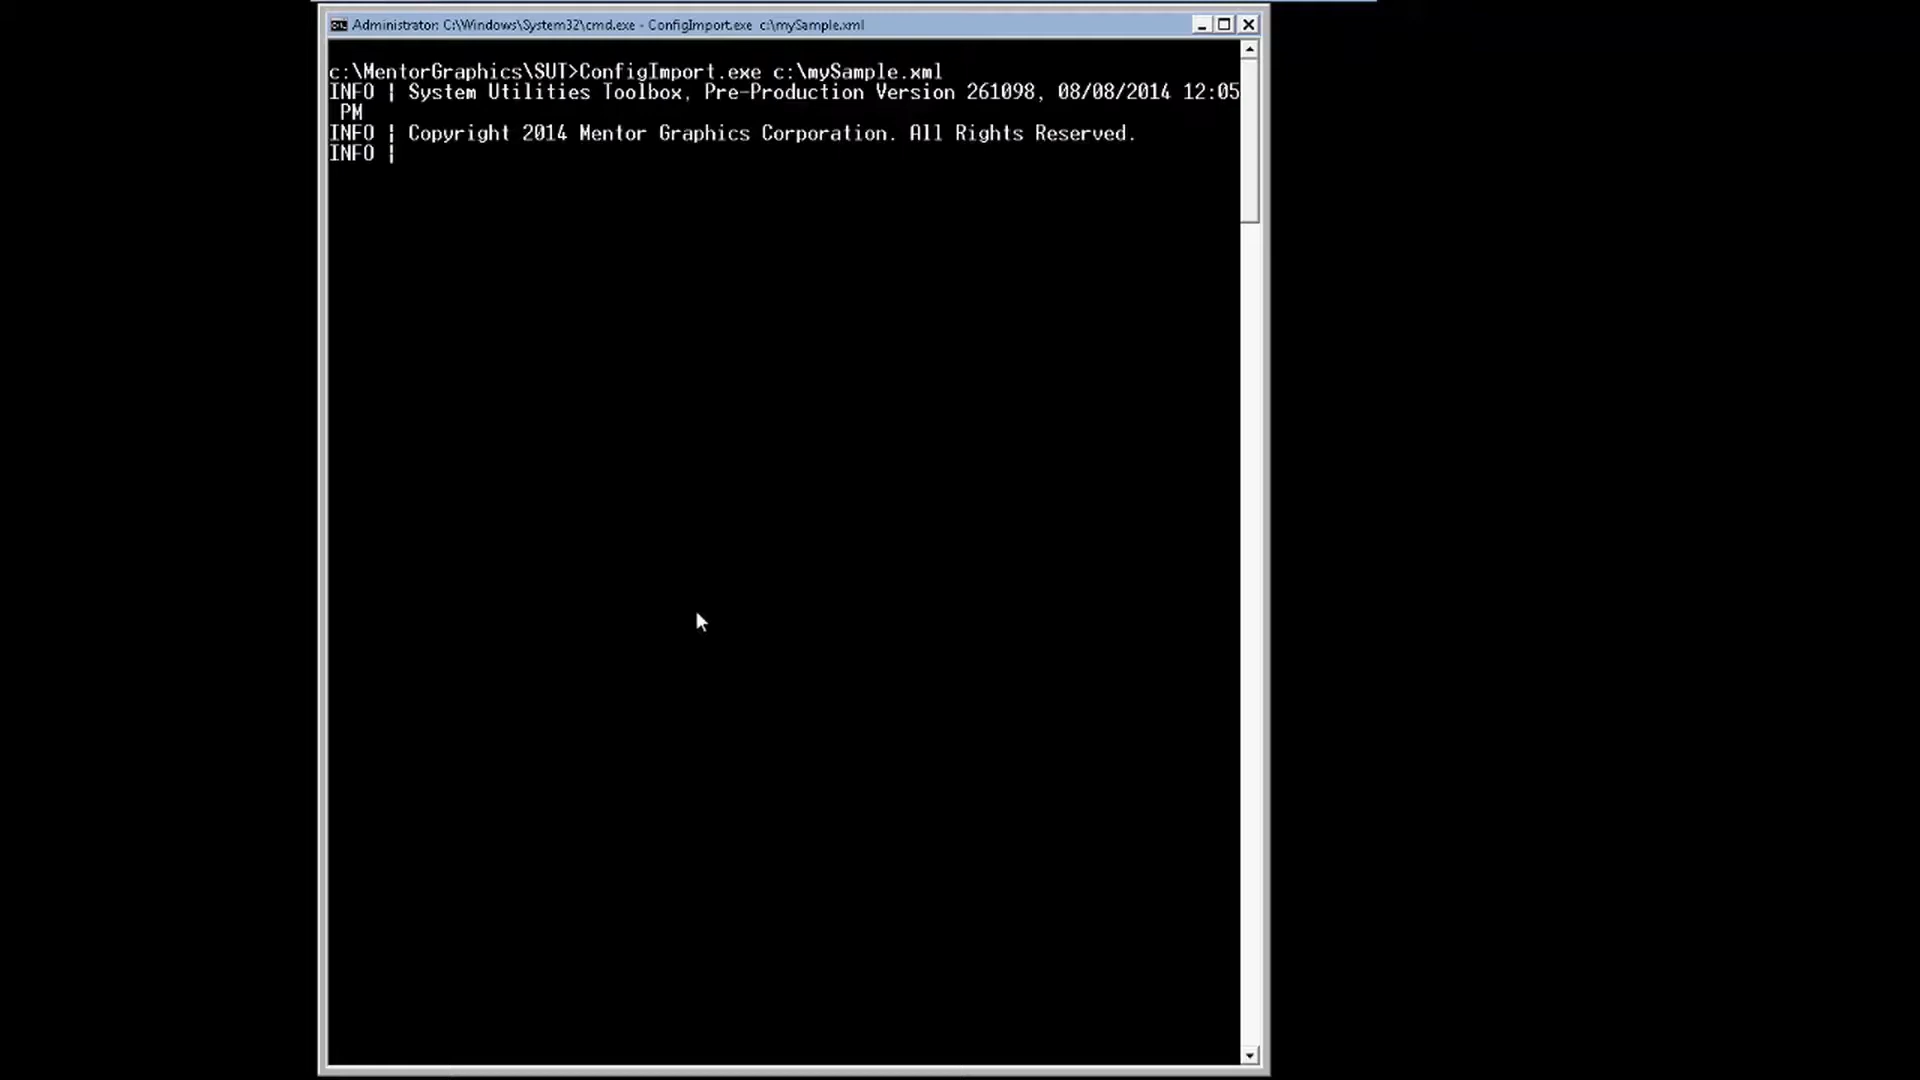 Administrator: C:\Windows\System32\cmd.exe - ConfigImport.exe c:\mySample.xml
c:\MentorGraphics\SUT>ConfigImport.exe c:\mySample.xml
INFO | System Utilities Toolbox, Pre-Production Version 261098, 08/08/2014 12:05
PM
INFO | Copyright 2014 Mentor Graphics Corporation. All Rights Reserved.
INFO |